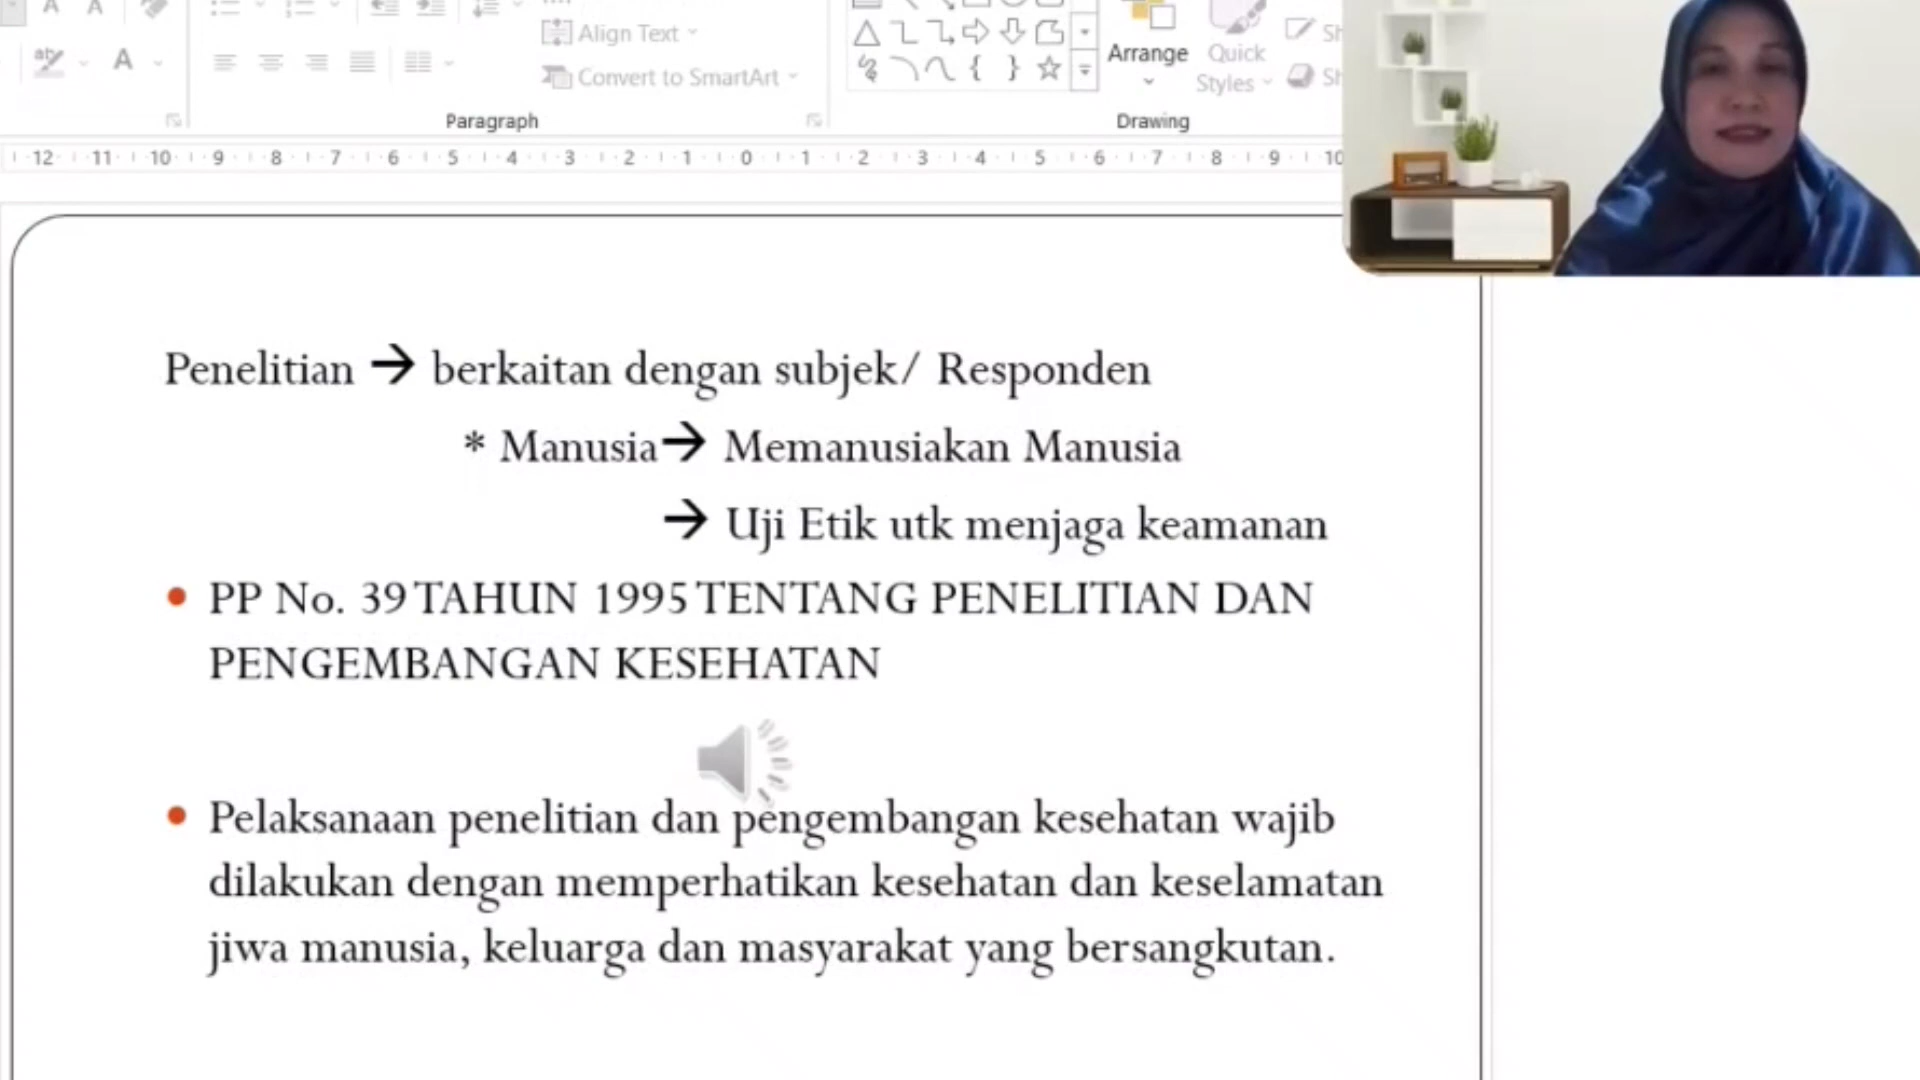 Align Text
Convert to SmartArt
Arrange
Quick
Styles
Sh
Sh
Paragraph
Drawing
12 11 10 9 8 7 6 5 4 3 2 1 0 1 2 3 4 5 6 7 8 9 10
Penelitian → berkaitan dengan subjek/ Responden
* Manusia→ Memanusiakan Manusia
→ Uji Etik utk menjaga keamanan
• PP No. 39 TAHUN 1995 TENTANG PENELITIAN DAN
PENGEMBANGAN KESEHATAN
• Pelaksanaan penelitian dan pengembangan kesehatan wajib
dilakukan dengan memperhatikan kesehatan dan keselamatan
jiwa manusia, keluarga dan masyarakat yang bersangkutan.